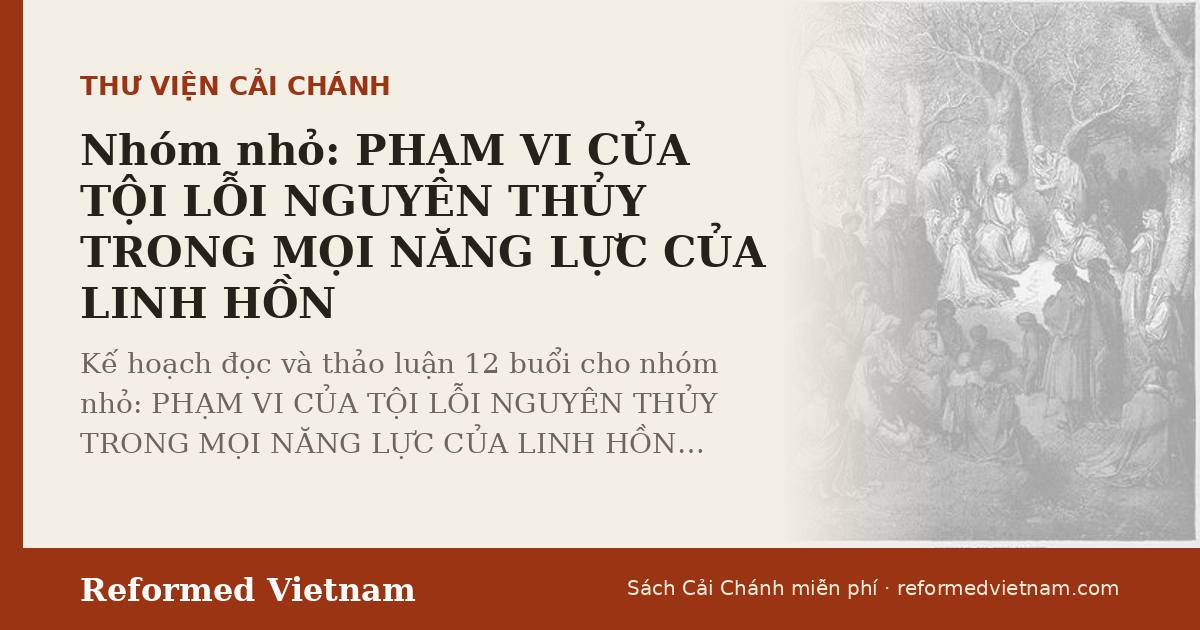 THƯ VIỆN CẢI CHÁNH
Nhóm nhỏ: PHẠM VI CỦA
TỘI LỖI NGUYÊN THỦY
TRONG MỌI NĂNG LỰC CỦA
LINH HỒN
Kế hoạch đọc và thảo luận 12 buổi cho nhóm
nhỏ: PHẠM VI CỦA TỘI LỖI NGUYÊN THỦY
TRONG MỌI NĂNG LỰC CỦA LINH HỒN…
Reformed Vietnam
Sách Cải Chánh miễn phí · reformedvietnam.com